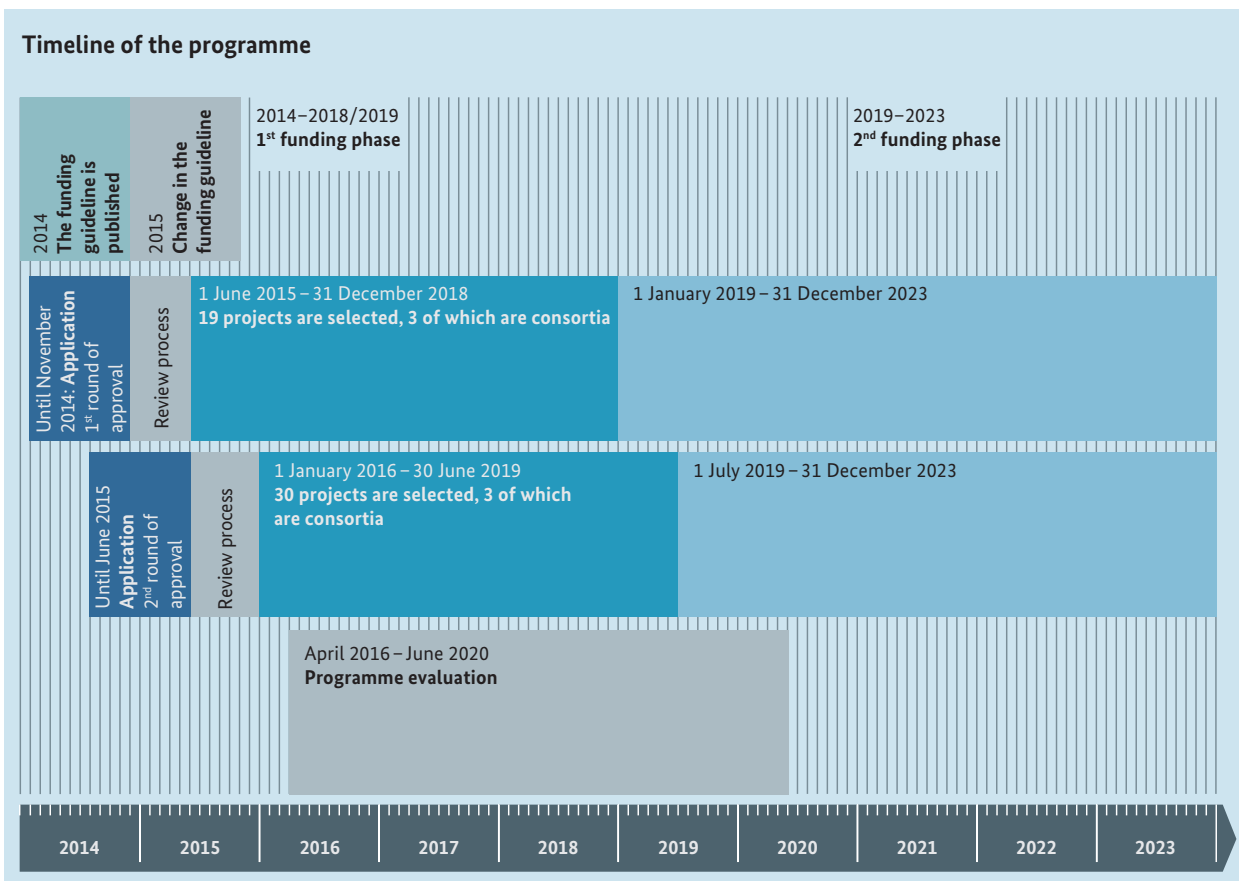 Timeline of the programme
2014
The funding
guideline is
published
2015
Change in the
funding guideline
2014–2018/2019
1st funding phase
2019–2023
2nd funding phase
Until November
2014: Application
1st round of
approval
Review process
1 June 2015 – 31 December 2018
19 projects are selected, 3 of which are consortia
1 January 2019 – 31 December 2023
Until June 2015
Application
2nd round of
approval
Review process
1 January 2016 – 30 June 2019
30 projects are selected, 3 of which
are consortia
1 July 2019 – 31 December 2023
April 2016 – June 2020
Programme evaluation
2014 2015 2016 2017 2018 2019 2020 2021 2022 2023